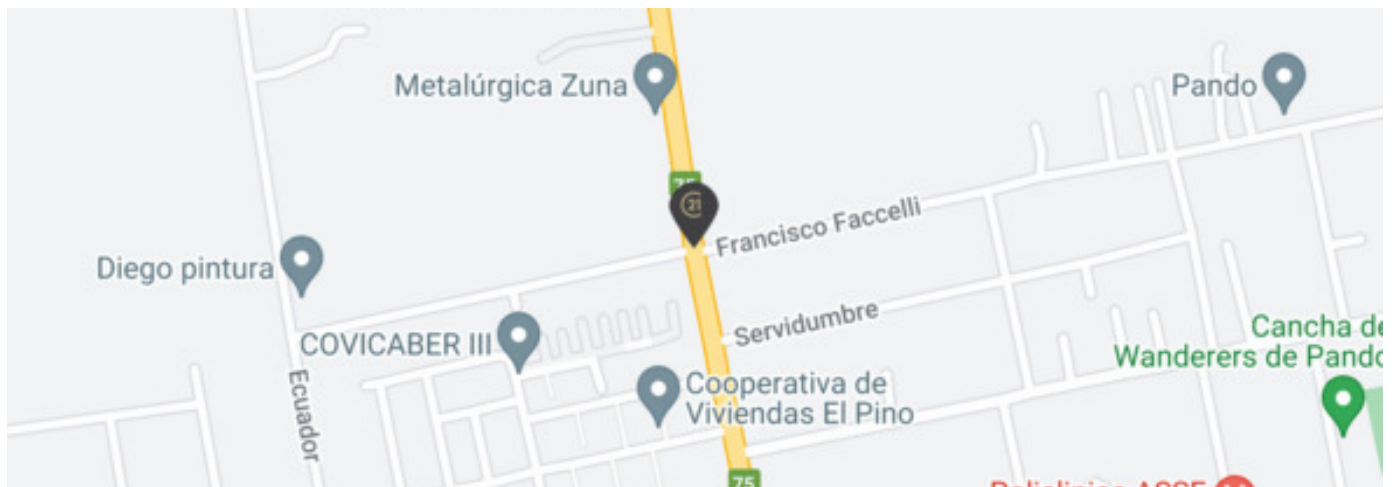 Metalúrgica Zuna
Pando
75
21
Francisco Faccelli
Diego pintura
Servidumbre
COVICABER III
Cancha de
Wanderers de Pando
Ecuador
Cooperativa de
Viviendas El Pino
75